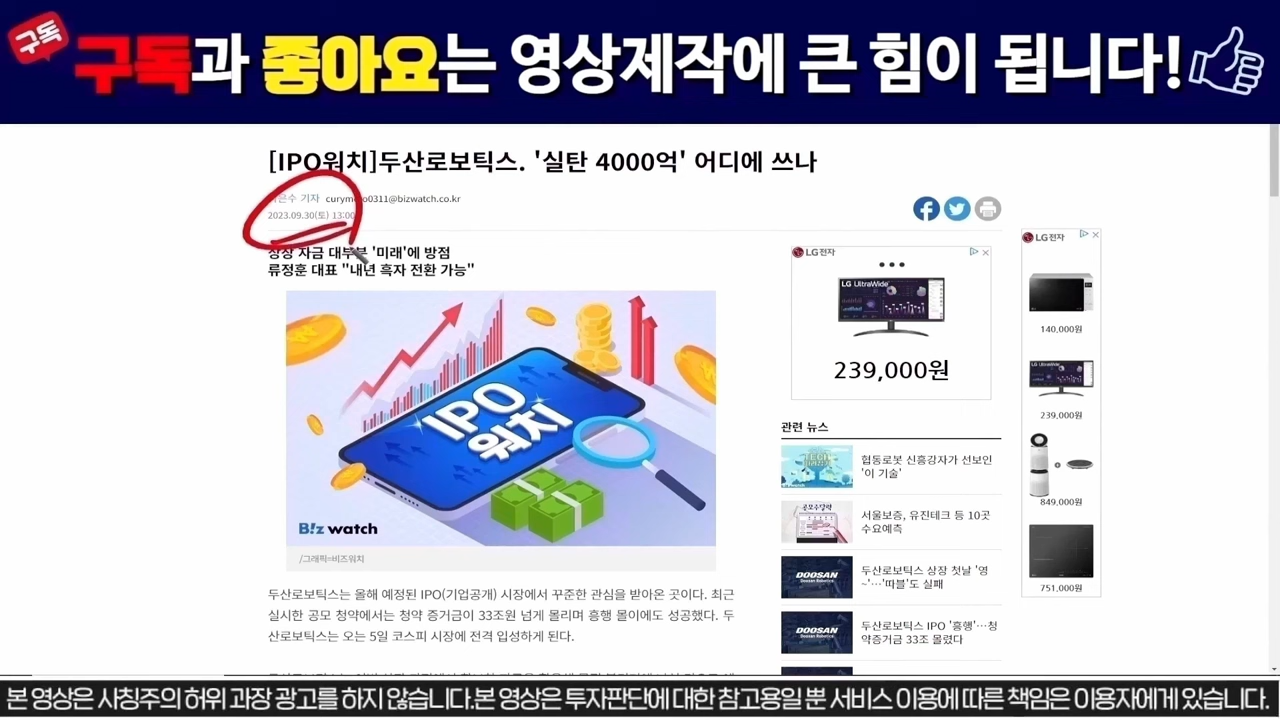 구독
구독과 좋아요는 영상제작에 큰 힘이 됩니다!
[IPO워치]두산로보틱스. '실탄 4000억' 어디에 쓰나
기자
@bizwatch.co.kr
2023.09.30(토) 13:00
상장 자금 대부분 '미래'에 방점
류정훈 대표 "내년 흑자 전환 가능"
IPO
워치
B!z watch
/그래픽=비즈워치
두산로보틱스는 올해 예정된 IPO(기업공개) 시장에서 꾸준한 관심을 받아온 곳이다. 최근
실시한 공모 청약에서는 청약 증거금이 33조원 넘게 몰리며 흥행 몰이에도 성공했다. 두
산로보틱스는 오는 5일 코스피 시장에 전격 입성하게 된다.
LG전자
LG UltraWide
239,000원
관련 뉴스
협동로봇 신흥강자가 선보인
'이 기술'
공모주달력
서울보증, 유진테크 등 10곳
수요예측
DOOSAN
Doosan Robotics
두산로보틱스 상장 첫날 '영
~'…'따블'도 실패
DOOSAN
Doosan Robotics
두산로보틱스 IPO '흥행'…청
약증거금 33조 몰렸다
LG전자
140,000원
239,000원
849,000원
751,000원
본 영상은 사칭주의 허위 과장 광고를 하지 않습니다.본 영상은 투자판단에 대한 참고용일 뿐 서비스 이용에 따른 책임은 이용자에게 있습니다.